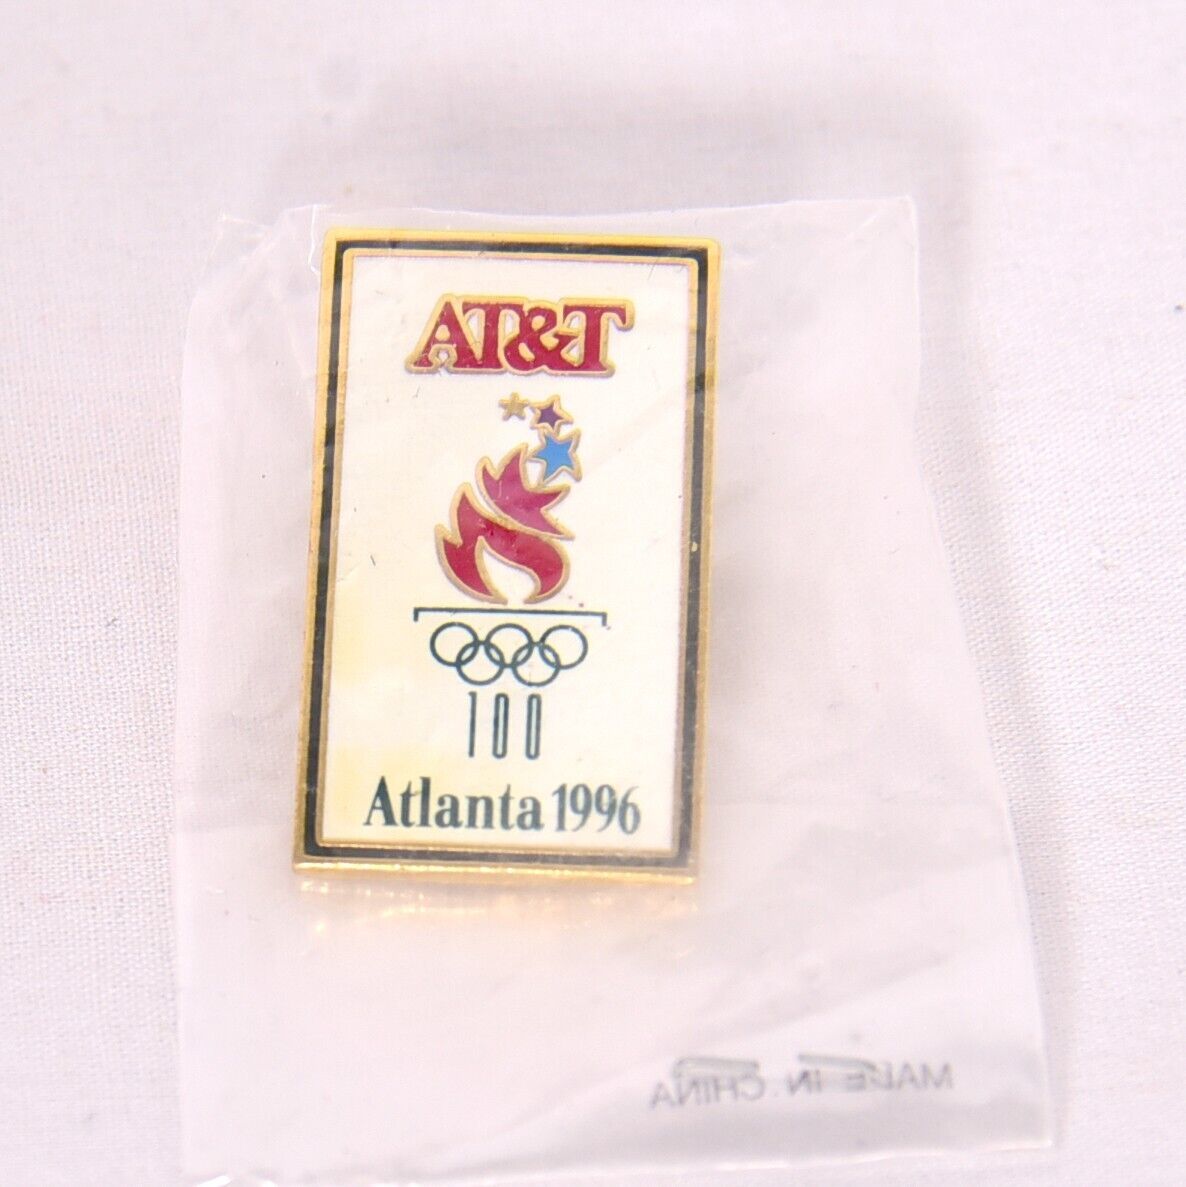 AT&T
100
Atlanta 1996
MADE IN CHINA